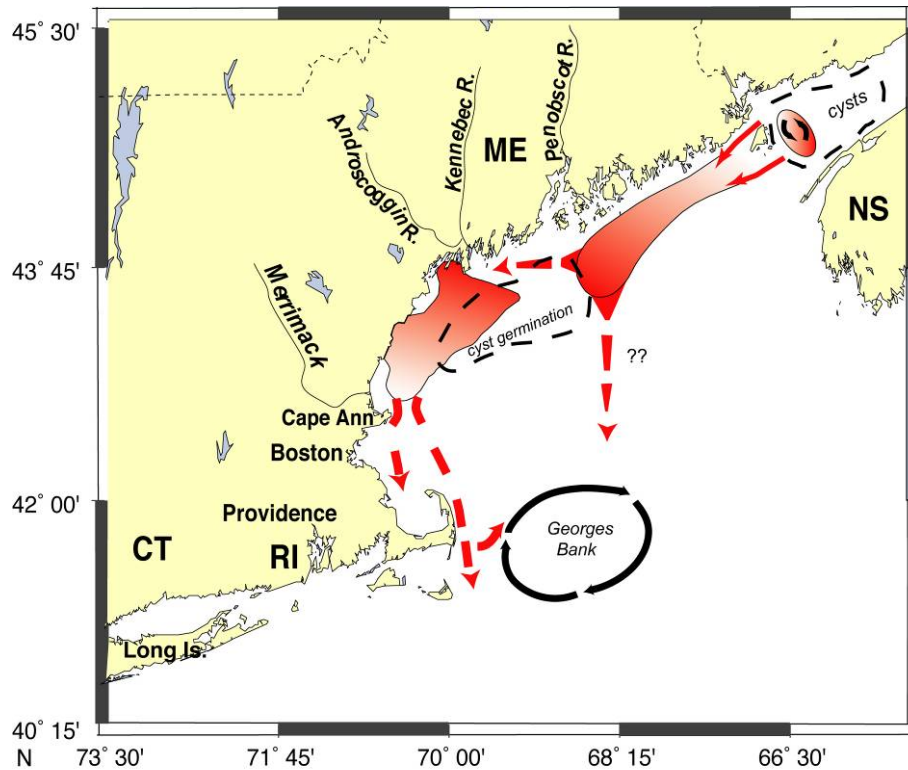 45° 30'
cysts
Penobscot R.
Kennebec R.
ME
Androscoggin R.
NS
43° 45'
Merrimack
cyst germination
??
Cape Ann
Boston
42° 00'
Providence
Georges
Bank
CT
RI
Long Is.
40° 15'
N
73° 30'
71° 45'
70° 00'
68° 15'
66° 30'